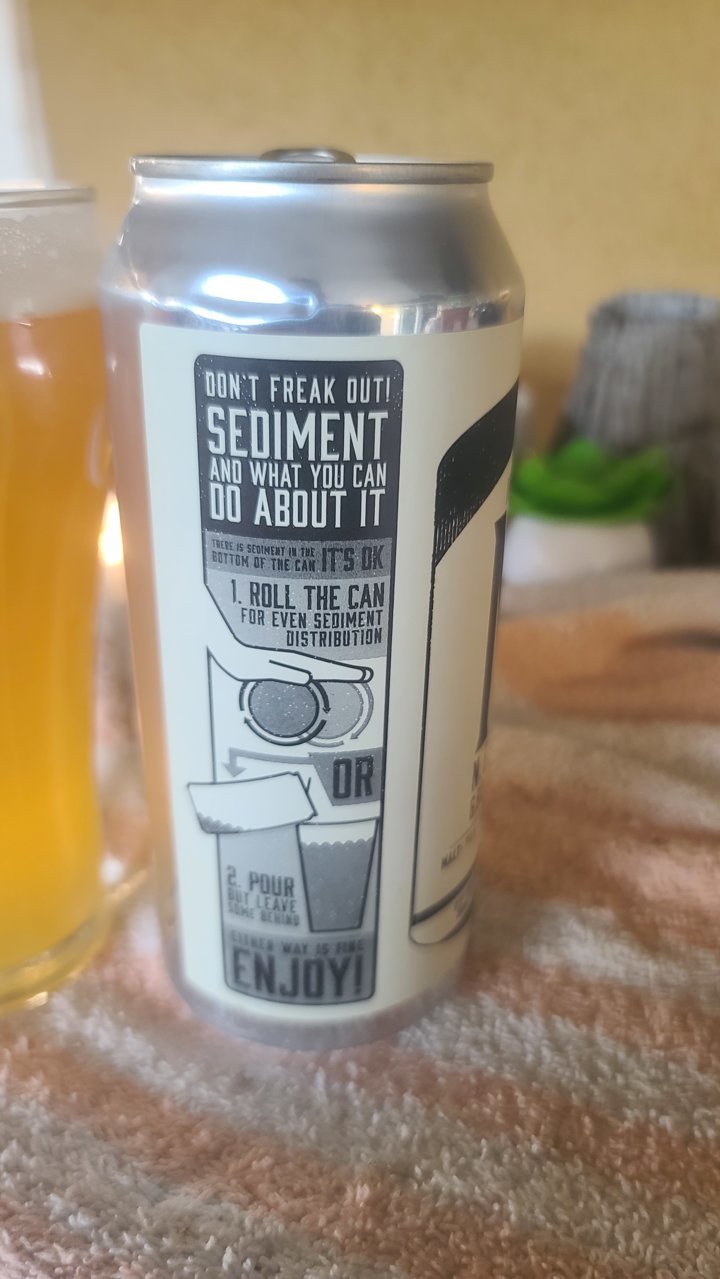 DON'T FREAK OUT!
SEDIMENT
AND WHAT YOU CAN
DO ABOUT IT
THERE IS SEDIMENT IN THE
BOTTOM OF THE CAN IT'S OK
1. ROLL THE CAN
FOR EVEN SEDIMENT
DISTRIBUTION
OR
2. POUR
BUT LEAVE
SOME BEHIND
EITHER WAY IS FINE
ENJOY!